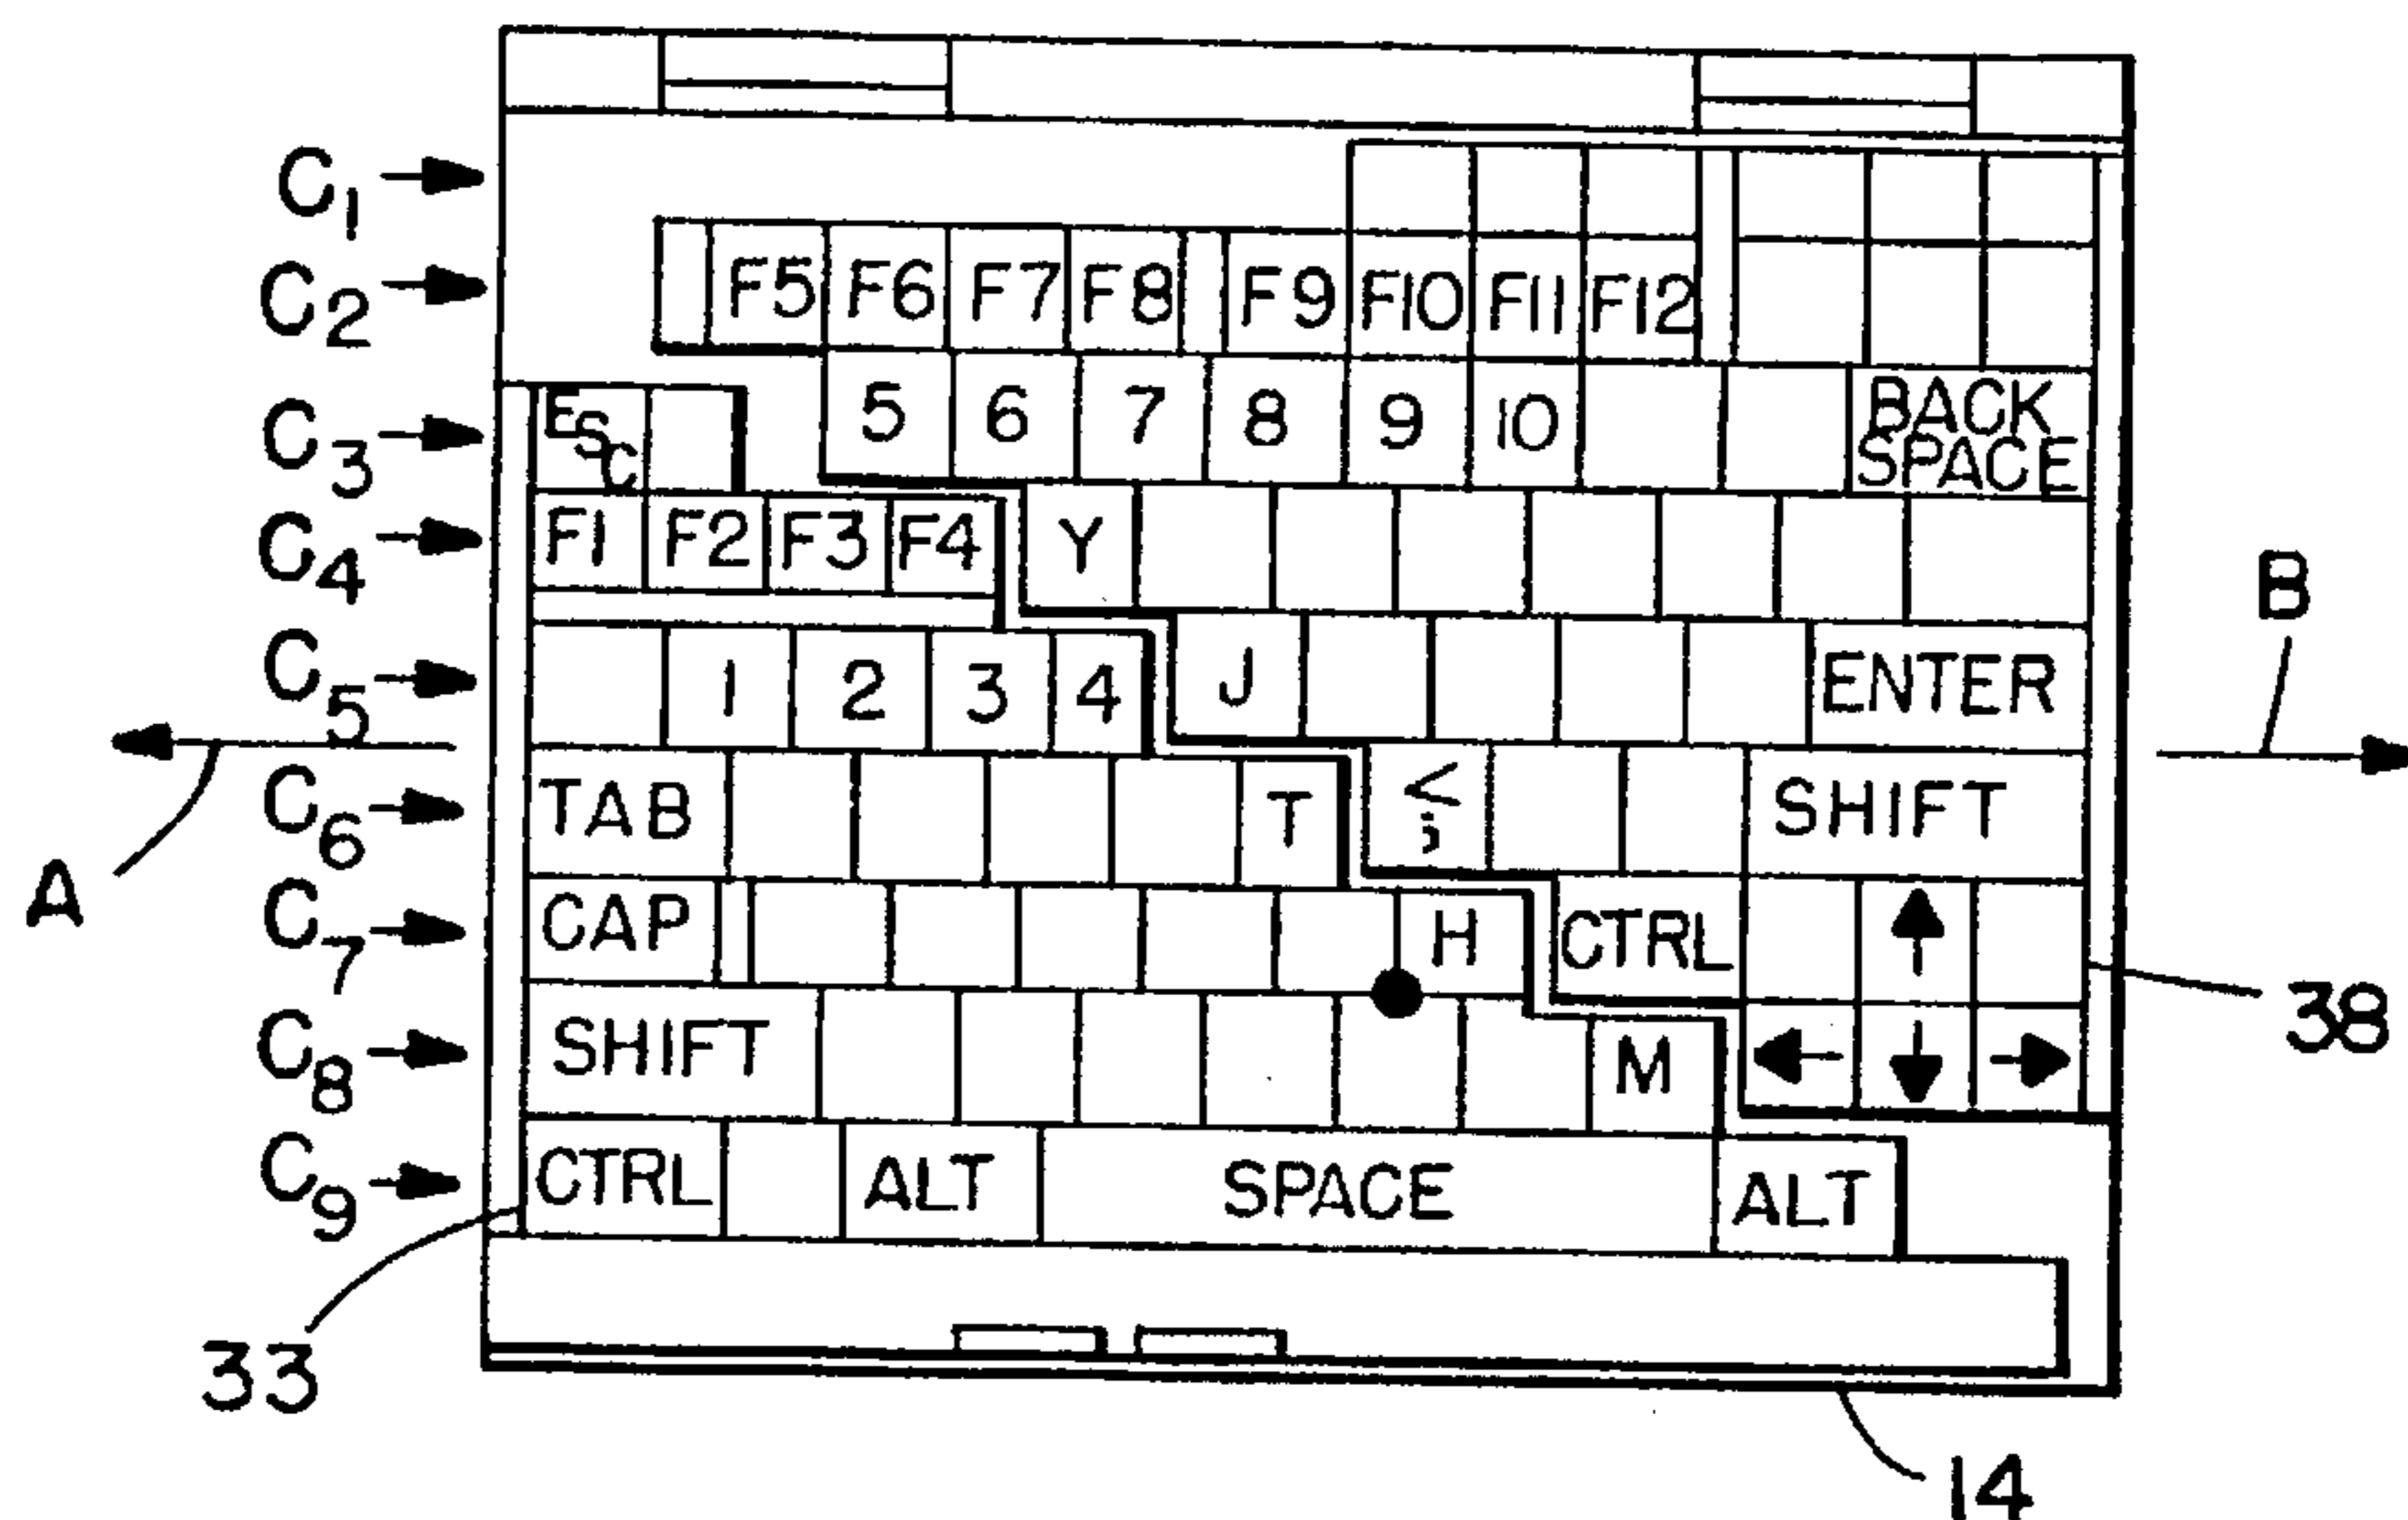 C1
C2 F5 F6 F7 F8 F9 F10 F11 F12
C3 ESC 5 6 7 8 9 10 BACK SPACE
C4 F1 F2 F3 F4 Y
B
C5 1 2 3 4 J ENTER
C6 TAB T < ; SHIFT
A
C7 CAP H CTRL
38
C8 SHIFT M
C9 CTRL ALT SPACE ALT
33
14